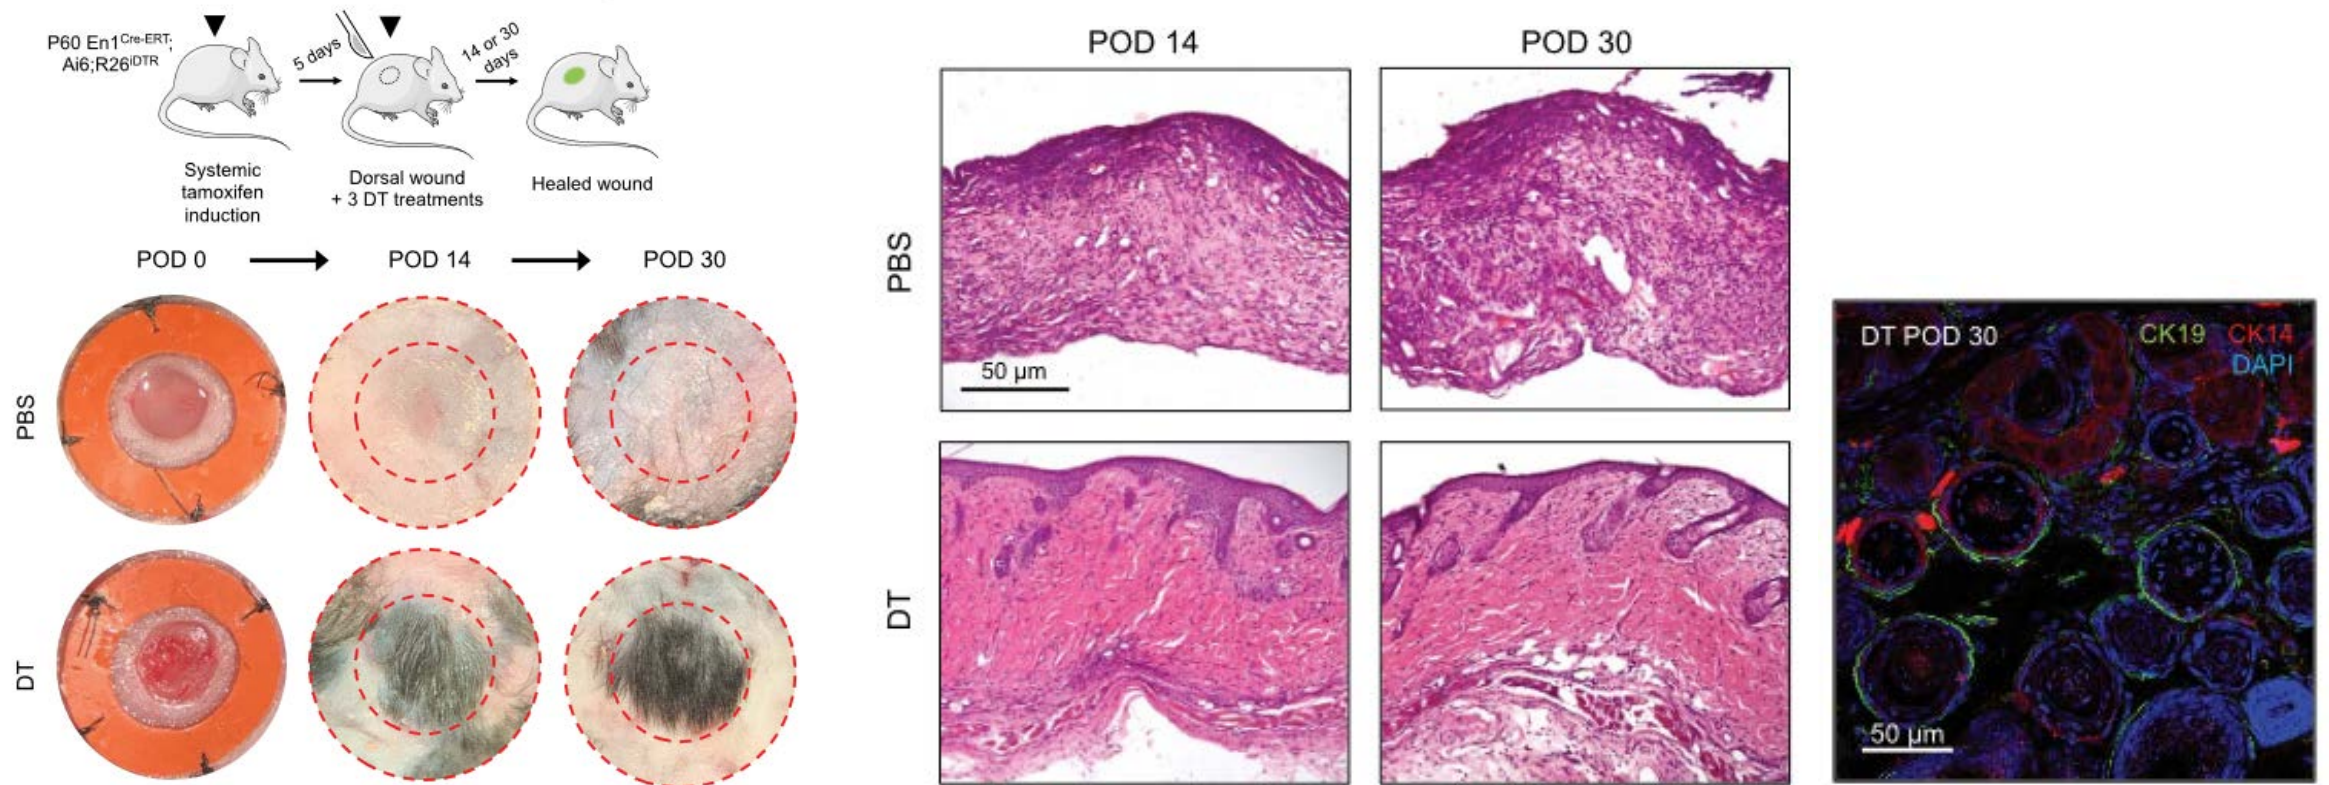 P60 En1Cre-ERT;
Ai6;R26iDTR
5 days
14 or 30
days
Systemic
tamoxifen
induction
Dorsal wound
+ 3 DT treatments
Healed wound
POD 0
POD 14
POD 30
PBS
DT
POD 14
POD 30
PBS
50 µm
DT
DT POD 30
CK19 CK14
DAPI
50 µm